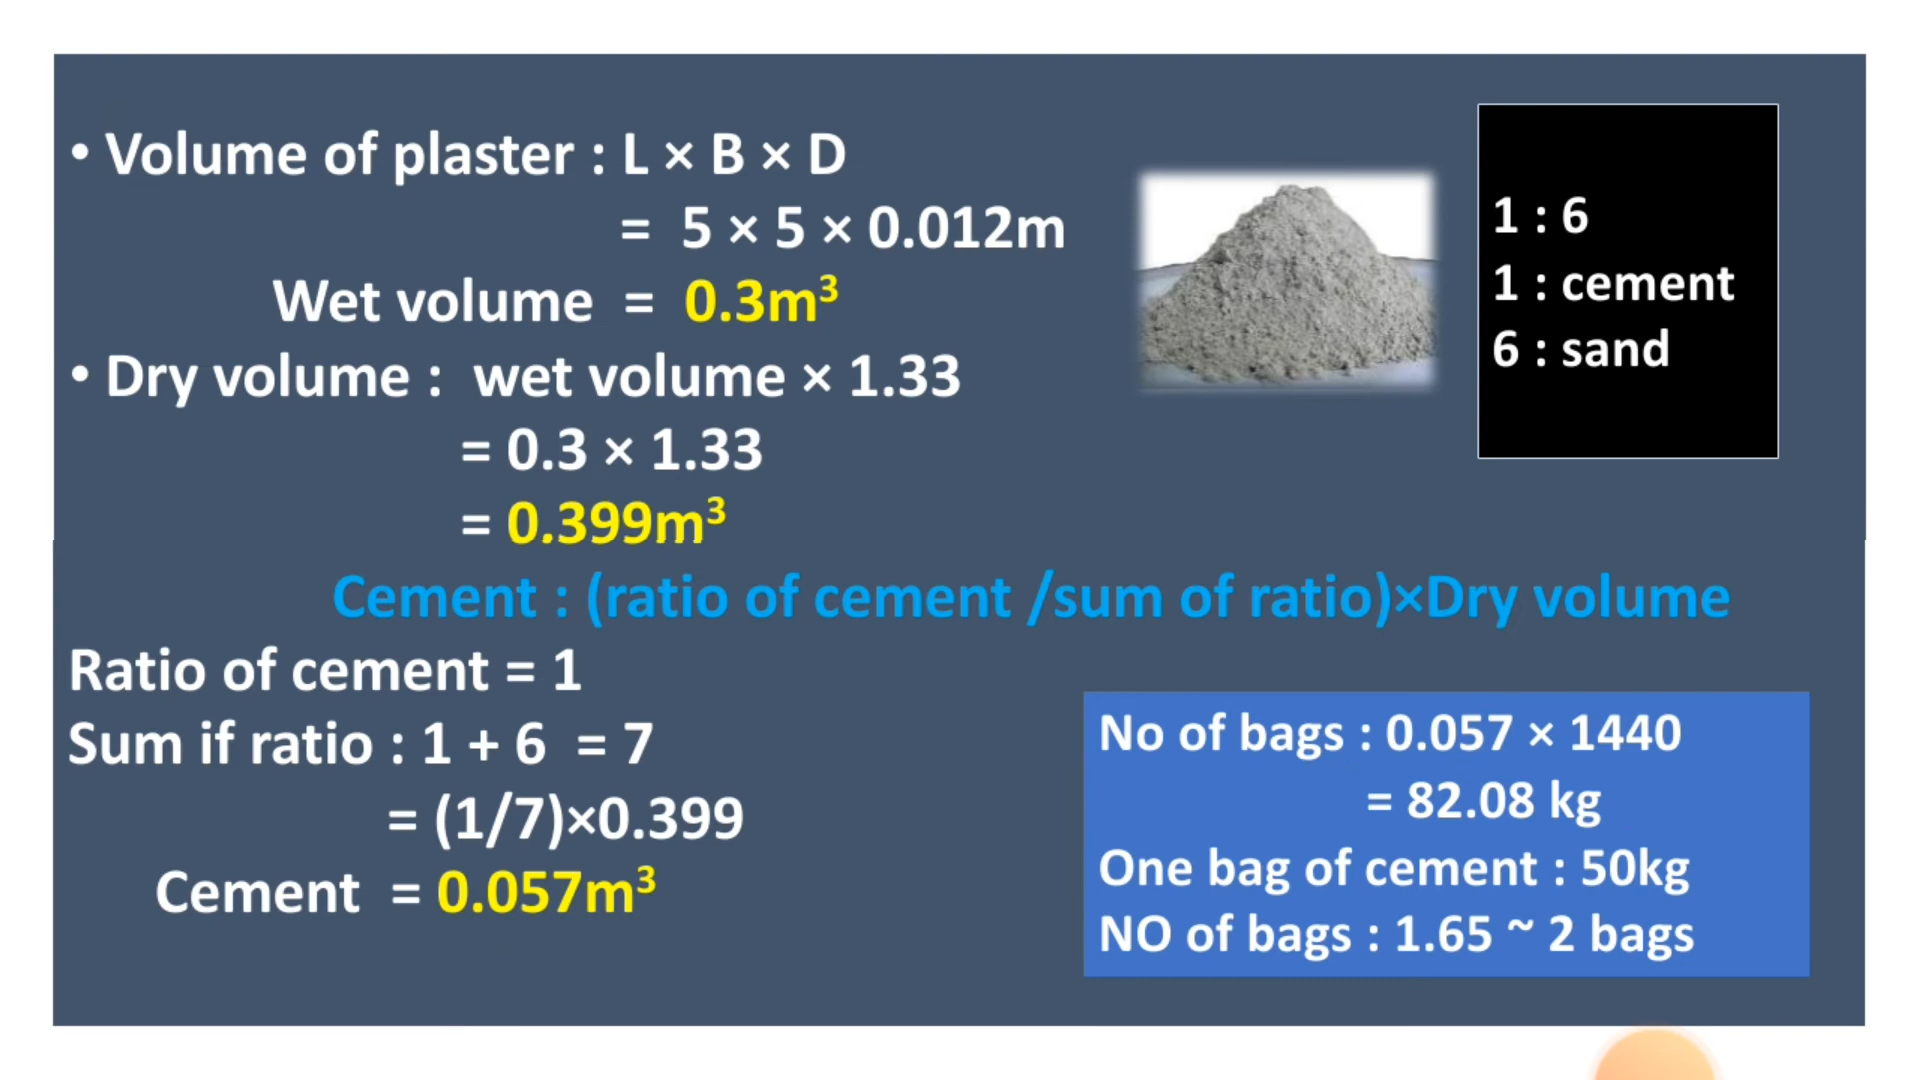 • Volume of plaster : L × B × D
= 5 × 5 × 0.012m
Wet volume = 0.3m³
• Dry volume : wet volume × 1.33
= 0.3 × 1.33
= 0.399m³
Cement : (ratio of cement /sum of ratio)×Dry volume
Ratio of cement = 1
Sum if ratio : 1 + 6 = 7
= (1/7)×0.399
Cement = 0.057m³
1 : 6
1 : cement
6 : sand
No of bags : 0.057 × 1440
= 82.08 kg
One bag of cement : 50kg
NO of bags : 1.65 ~ 2 bags